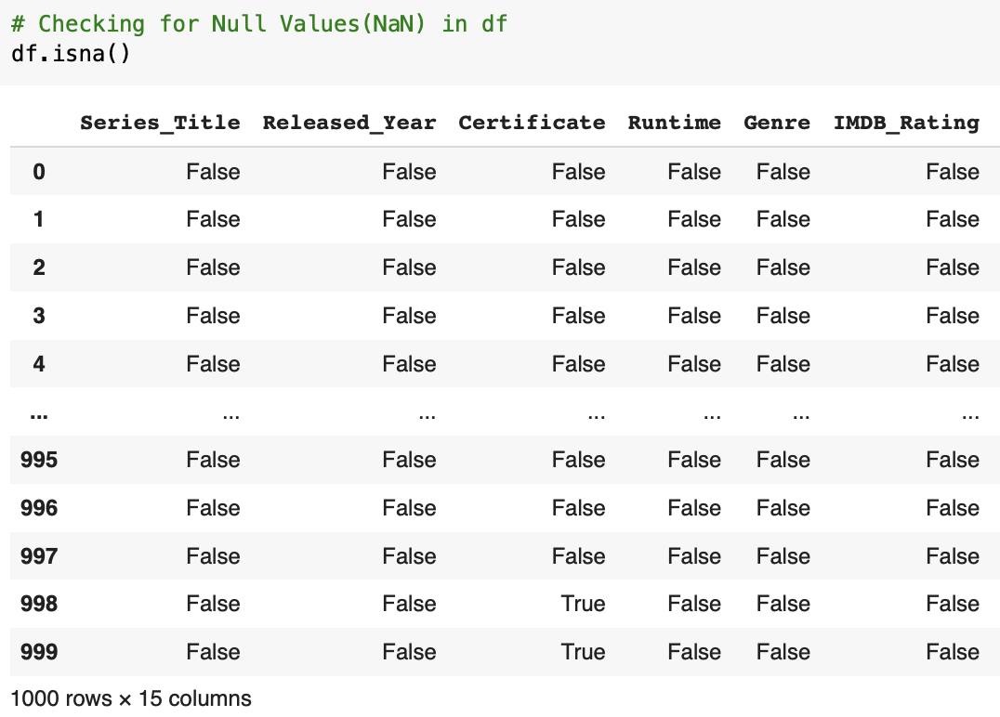 # Checking for Null Values(NaN) in df
df.isna()
Series_Title Released_Year Certificate Runtime Genre IMDB_Rating
0 False False False False False False
1 False False False False False False
2 False False False False False False
3 False False False False False False
4 False False False False False False
... ... ... ... ... ... ...
995 False False False False False False
996 False False False False False False
997 False False False False False False
998 False False True False False False
999 False False True False False False
1000 rows × 15 columns